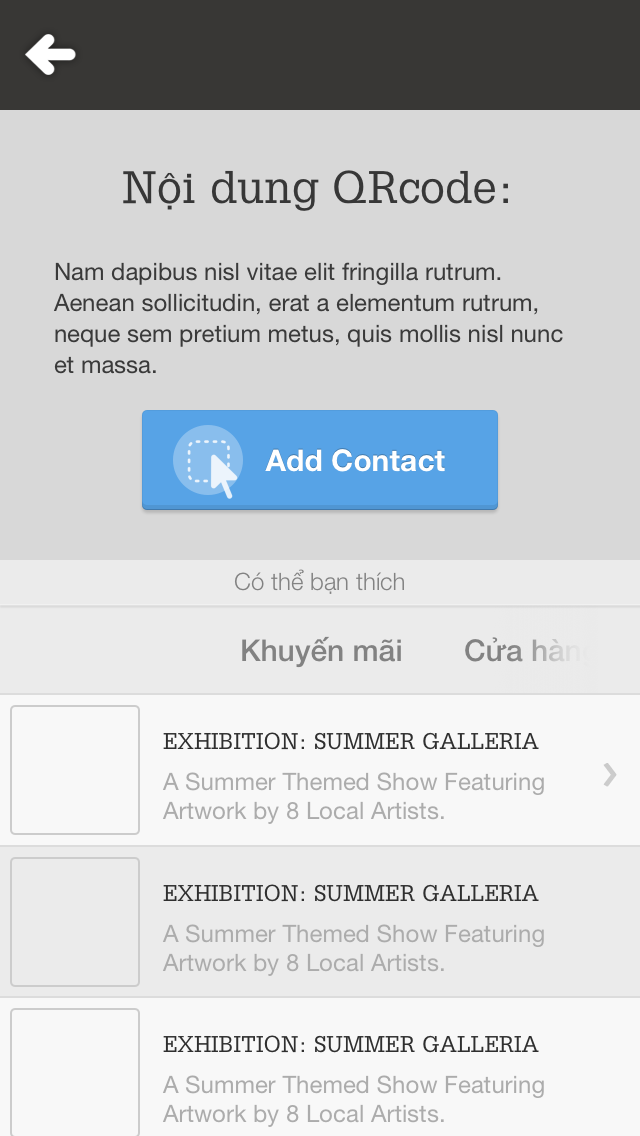 Nội dung QRcode:
Nam dapibus nisl vitae elit fringilla rutrum.
Aenean sollicitudin, erat a elementum rutrum,
neque sem pretium metus, quis mollis nisl nunc
et massa.
Add Contact
Có thể bạn thích
Khuyến mãi Cửa hàn
EXHIBITION: SUMMER GALLERIA
A Summer Themed Show Featuring
Artwork by 8 Local Artists.
EXHIBITION: SUMMER GALLERIA
A Summer Themed Show Featuring
Artwork by 8 Local Artists.
EXHIBITION: SUMMER GALLERIA
A Summer Themed Show Featuring
Artwork by 8 Local Artists.